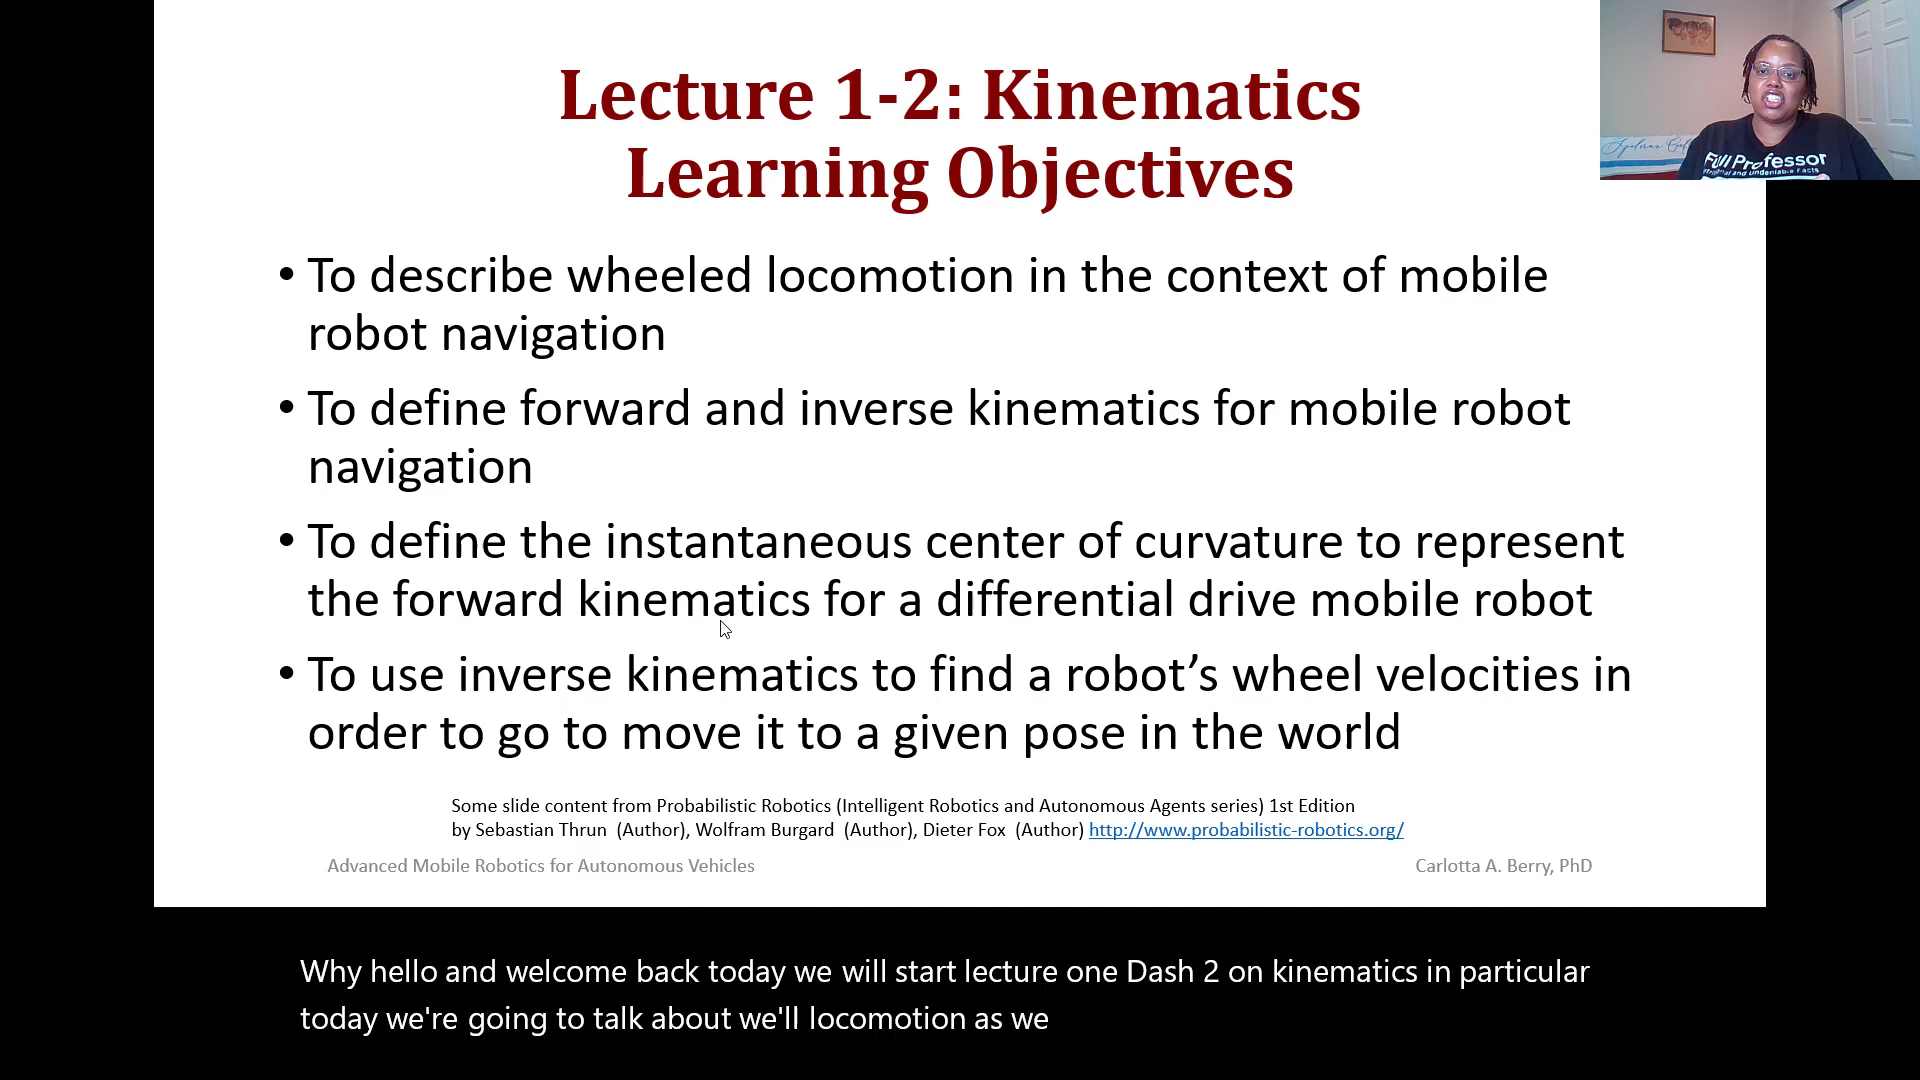 Lecture 1-2: Kinematics
Learning Objectives
• To describe wheeled locomotion in the context of mobile
robot navigation
• To define forward and inverse kinematics for mobile robot
navigation
• To define the instantaneous center of curvature to represent
the forward kinematics for a differential drive mobile robot
• To use inverse kinematics to find a robot’s wheel velocities in
order to go to move it to a given pose in the world
Some slide content from Probabilistic Robotics (Intelligent Robotics and Autonomous Agents series) 1st Edition
by Sebastian Thrun (Author), Wolfram Burgard (Author), Dieter Fox (Author) http://www.probabilistic-robotics.org/
Advanced Mobile Robotics for Autonomous Vehicles
Carlotta A. Berry, PhD
Spelman
Full Professor
and Undeniable Facts
Why hello and welcome back today we will start lecture one Dash 2 on kinematics in particular
today we're going to talk about we'll locomotion as we